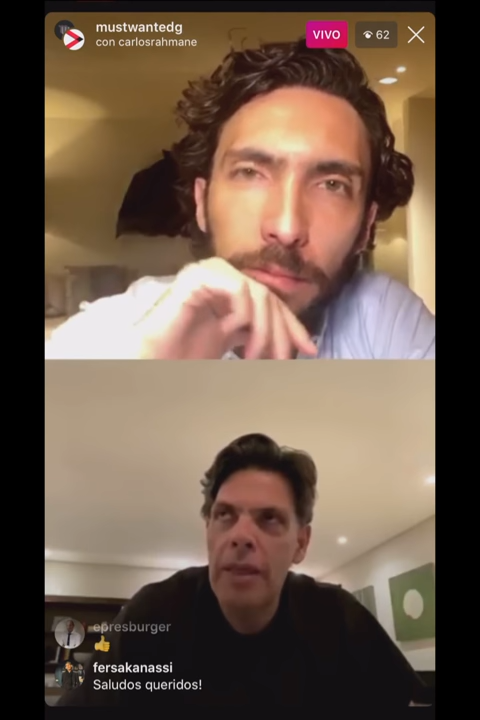 mustwantedg
con carlosrahmane
VIVO
62
epresburger
👍
fersakanassi
Saludos queridos!